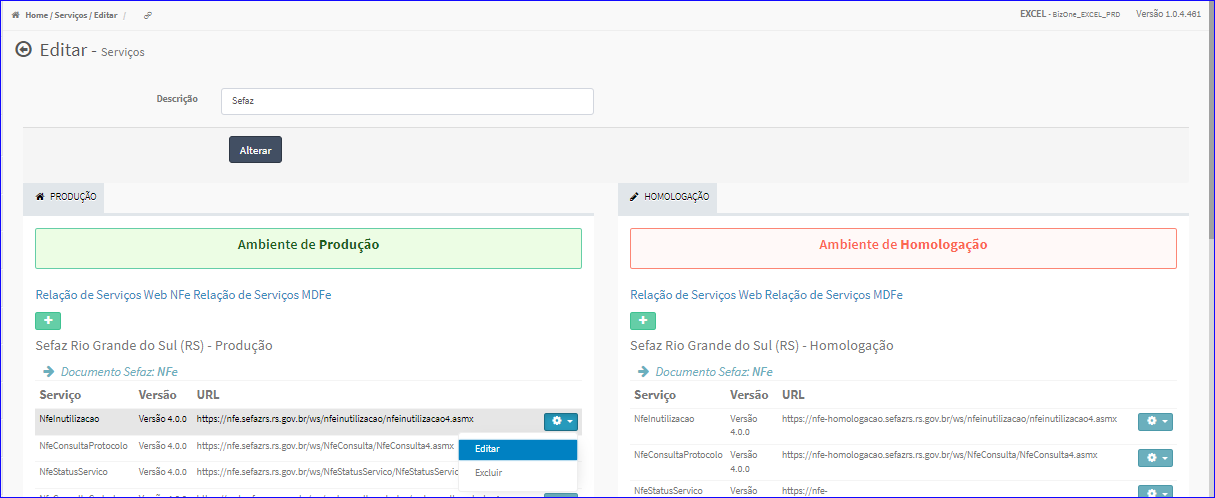 Home / Serviços / Editar /
EXCEL - BizOne_EXCEL_PRD Versão 1.0.4.461
Editar - Serviços
Descrição Sefaz
Alterar
PRODUÇÃO
Ambiente de Produção
Relação de Serviços Web NFe Relação de Serviços MDFe
+
Sefaz Rio Grande do Sul (RS) - Produção
Documento Sefaz: NFe
Serviço Versão URL
NfeInutilizacao Versão 4.0.0 https://nfe.sefazrs.rs.gov.br/ws/nfeinutilizacao/nfeinutilizacao4.asmx
NfeConsultaProtocolo Versão 4.0.0 https://nfe.sefazrs.rs.gov.br/ws/NfeConsulta/NfeConsulta4.asmx
NfeStatusServico Versão 4.0.0 https://nfe.sefazrs.rs.gov.br/ws/NfeStatusServico/NfeStatusServic
Editar
Excluir
HOMOLOGAÇÃO
Ambiente de Homologação
Relação de Serviços Web Relação de Serviços MDFe
+
Sefaz Rio Grande do Sul (RS) - Homologação
Documento Sefaz: NFe
Serviço Versão URL
NfeInutilizacao Versão 4.0.0 https://nfe-homologacao.sefazrs.rs.gov.br/ws/nfeinutilizacao/nfeinutilizacao4.asmx
NfeConsultaProtocolo Versão 4.0.0 https://nfe-homologacao.sefazrs.rs.gov.br/ws/NfeConsulta/NfeConsulta4.asmx
NfeStatusServico Versão https://nfe-